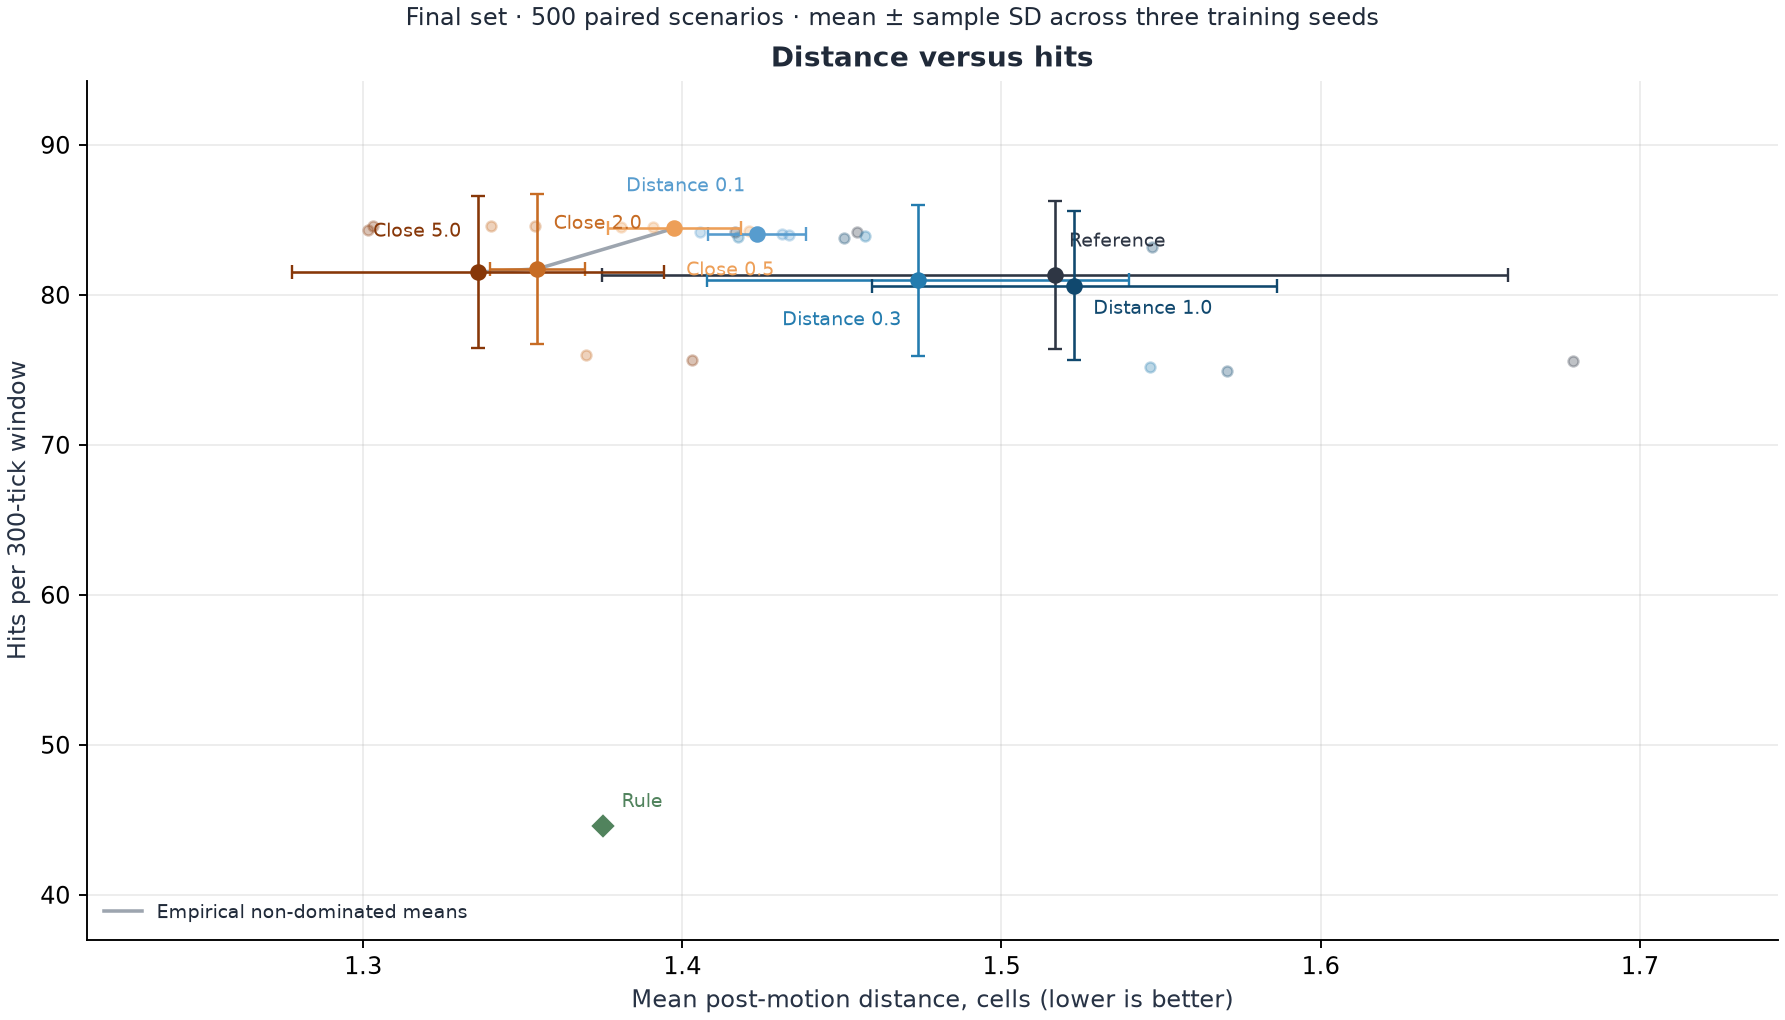 Final set · 500 paired scenarios · mean ± sample SD across three training seeds
Distance versus hits
Hits per 300-tick window
90
80
70
60
50
40
Distance 0.1
Close 5.0
Close 2.0
Reference
Close 0.5
Distance 0.3
Distance 1.0
Rule
Empirical non-dominated means
1.3
1.4
1.5
1.6
1.7
Mean post-motion distance, cells (lower is better)